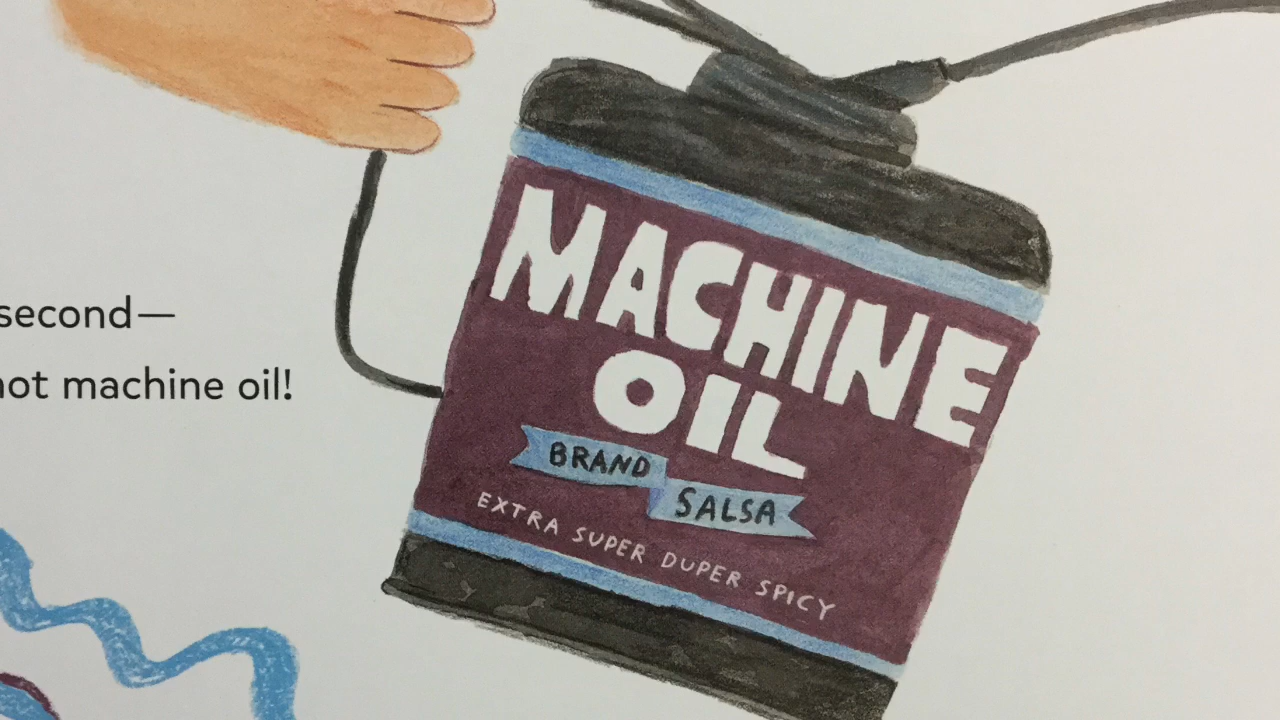 second—
not machine oil!
MACHINE
OIL
BRAND
SALSA
EXTRA SUPER DUPER SPICY